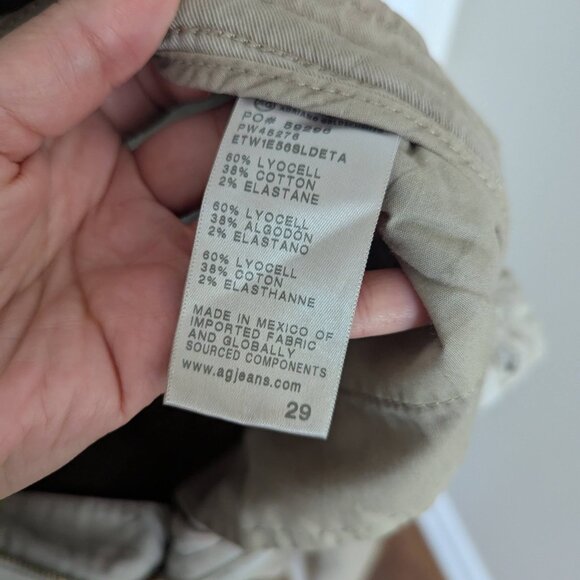 PO# 59295
PW45276
ETW1E56SLDETA
60% LYOCELL
38% COTTON
2% ELASTANE
60% LYOCELL
38% ALGODON
2% ELASTANO
60% LYOCELL
38% COTON
2% ELASTHANNE
MADE IN MEXICO OF
IMPORTED FABRIC
AND GLOBALLY
SOURCED COMPONENTS
www.agjeans.com
29